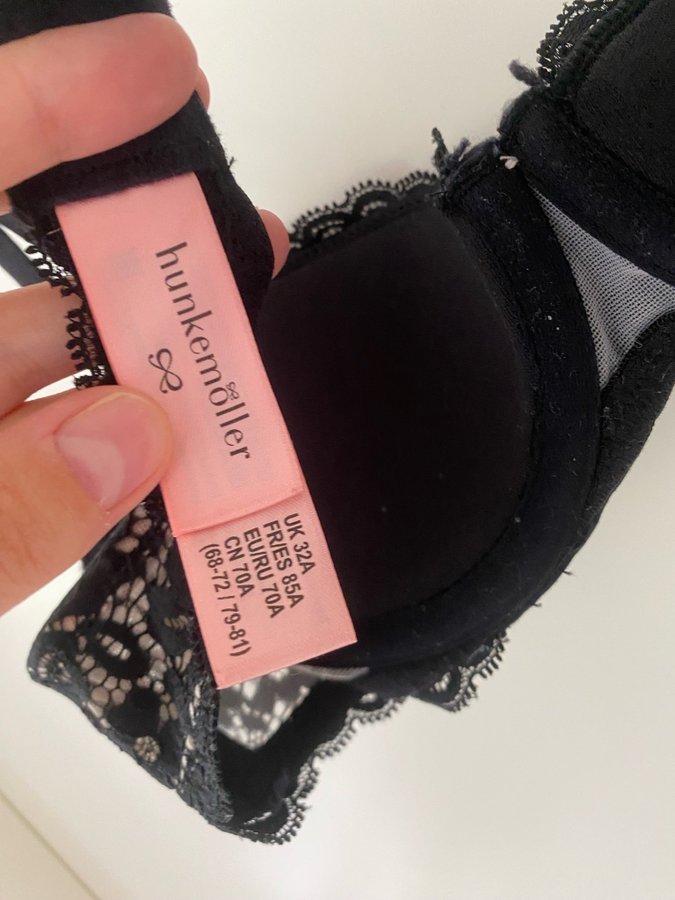 hunkemöller
UK 32A
FR/ES 85A
EU/RU 70A
CN 70A
(68-72 / 79-81)